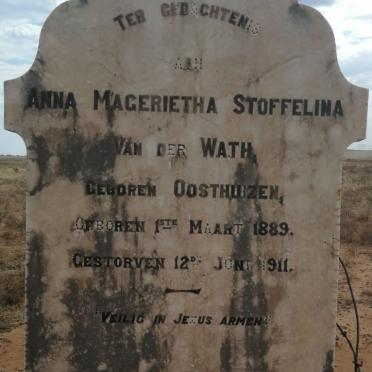 TER GEDACHTENIS
AAN
ANNA MAGERIETHA STOFFELINA
VAN DER WATH,
GEBOREN OOSTHUIZEN,
GEBOREN 1STE MAART 1889.
GESTORVEN 12DE JUNI 1911.
"VEILIG IN JEZUS ARMEN"